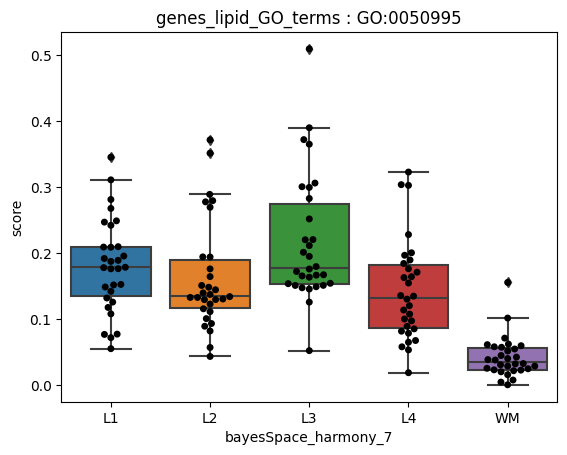 genes_lipid_GO_terms : GO:0050995
0.5
0.4
0.3
0.2
0.1
0.0
score
L1 L2 L3 L4 WM
bayesSpace_harmony_7